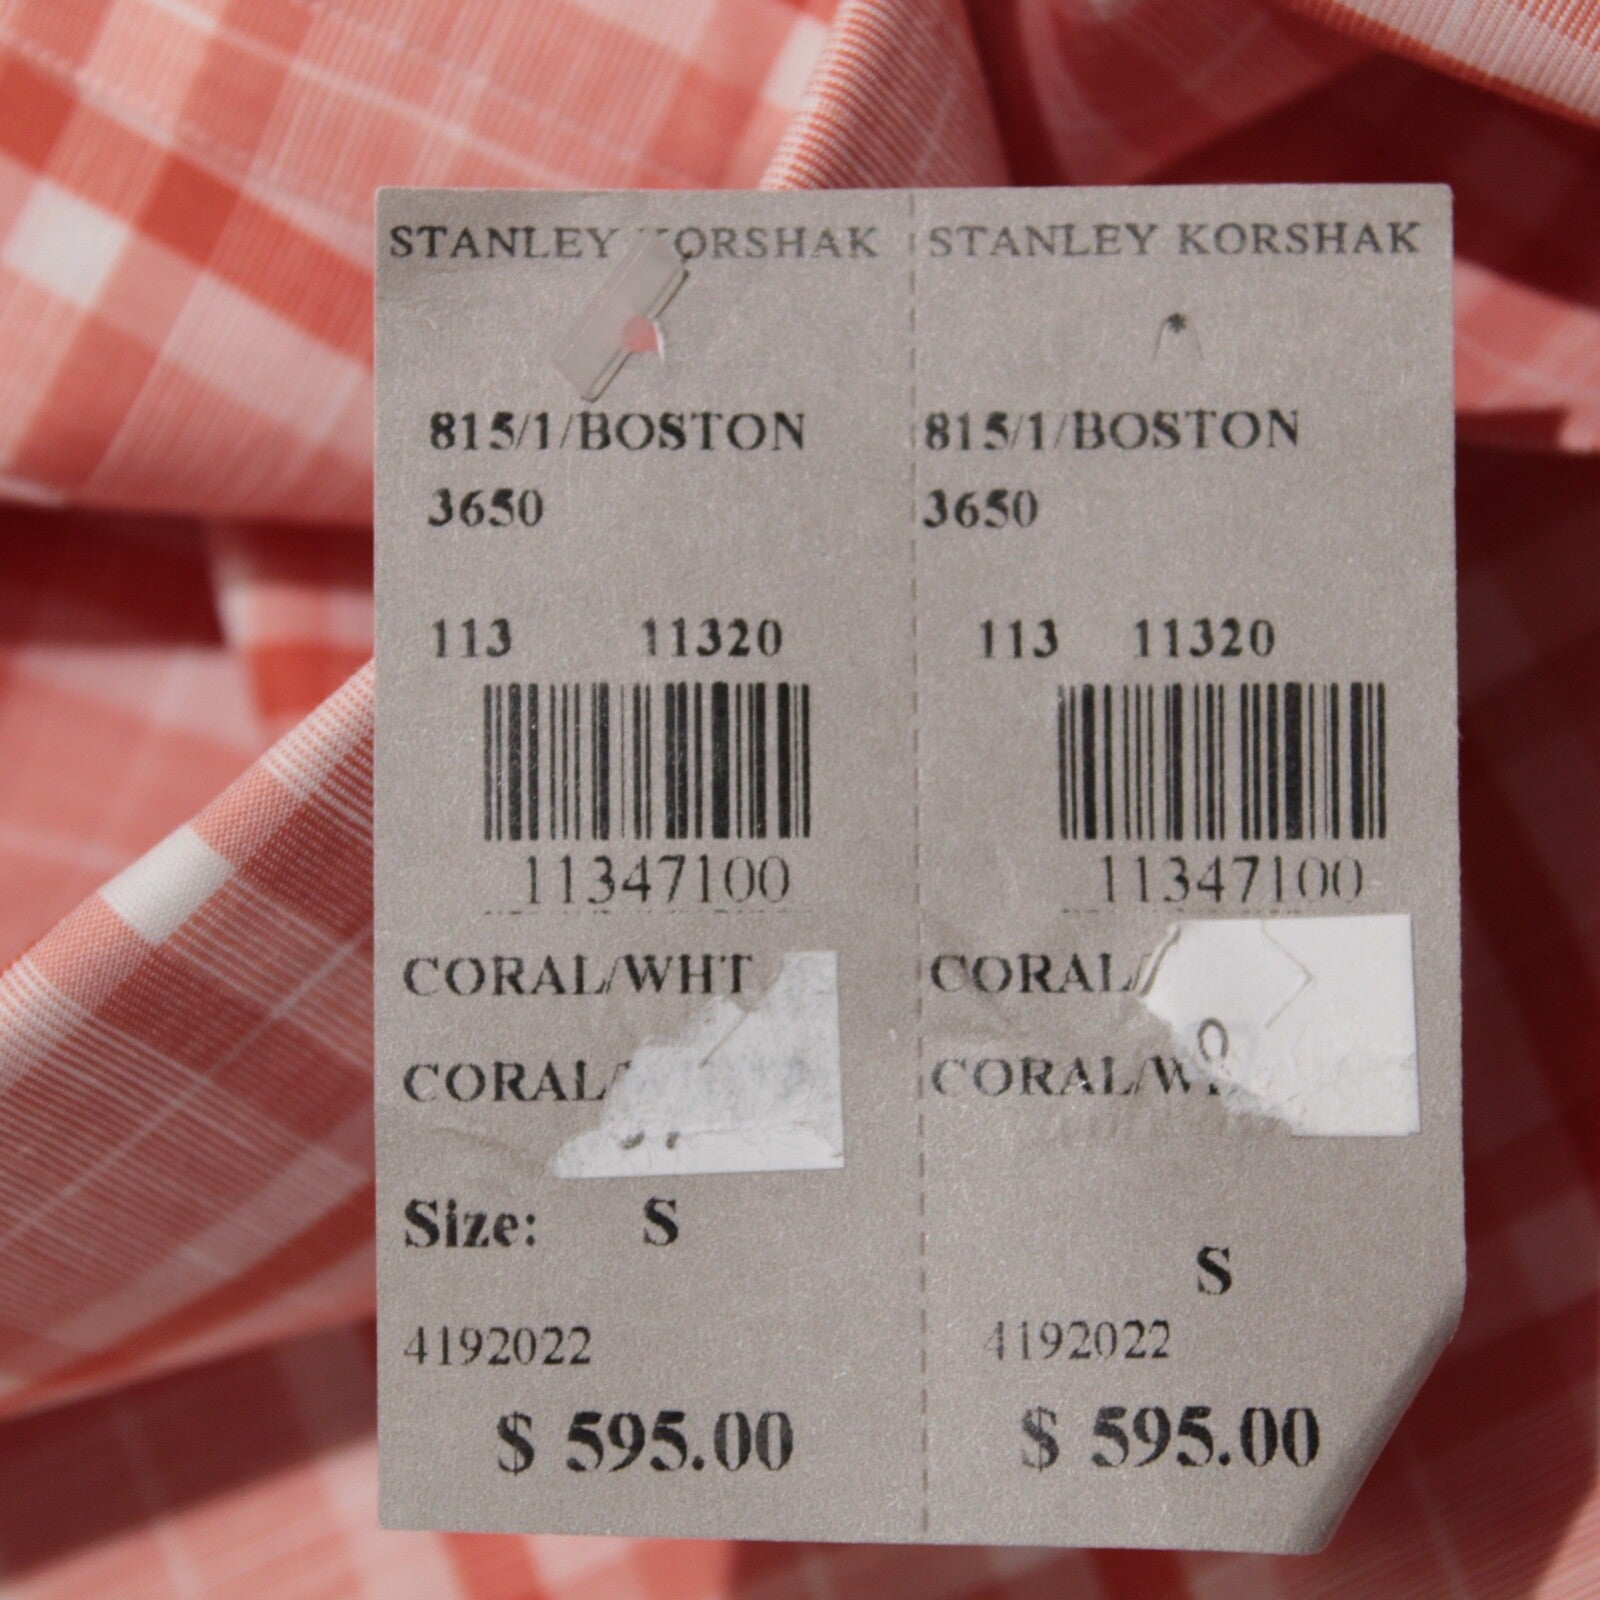 STANLEY KORSHAK
815/1/BOSTON
3650
113 11320
11347100
CORAL/WHT
CORAL/
Size: S
4192022
$ 595.00
STANLEY KORSHAK
*
815/1/BOSTON
3650
113 11320
11347100
CORAL/
CORAL/W
S
4192022
$ 595.00